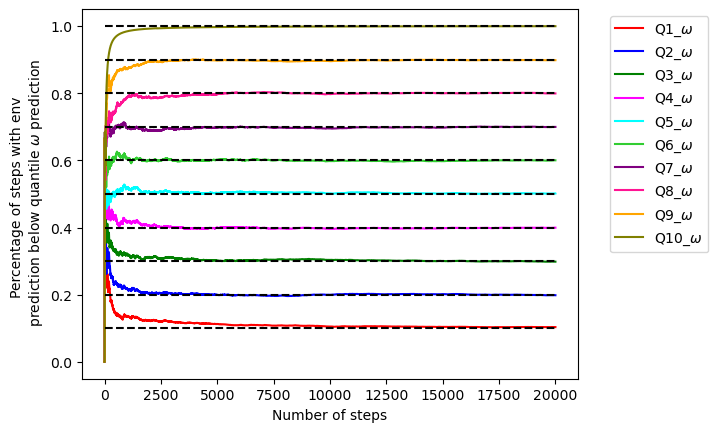 Percentage of steps with env
prediction below quantile ω prediction
1.0
0.8
0.6
0.4
0.2
0.0
0
2500
5000
7500
10000
12500
15000
17500
20000
Number of steps
Q1_ω
Q2_ω
Q3_ω
Q4_ω
Q5_ω
Q6_ω
Q7_ω
Q8_ω
Q9_ω
Q10_ω